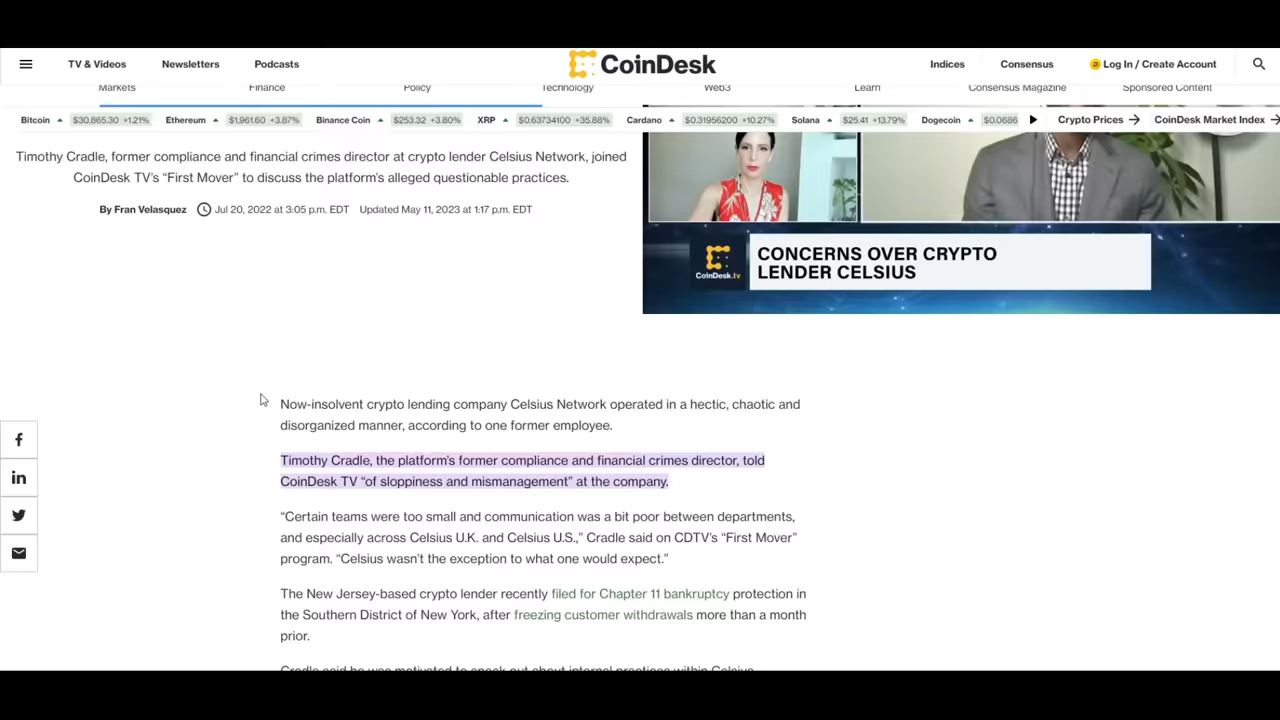 TV & Videos Newsletters Podcasts CoinDesk Indices Consensus Log In / Create Account
Markets Finance Policy Technology Web3 Learn Consensus Magazine Sponsored Content
Bitcoin $30,865.30 +1.21% Ethereum $1,961.60 +3.87% Binance Coin $253.32 +3.80% XRP $0.63734100 +35.88% Cardano $0.31956200 +10.27% Solana $25.41 +13.79% Dogecoin $0.0686 Crypto Prices → CoinDesk Market Index →
Timothy Cradle, former compliance and financial crimes director at crypto lender Celsius Network, joined
CoinDesk TV's “First Mover” to discuss the platform's alleged questionable practices.
By Fran Velasquez Jul 20, 2022 at 3:05 p.m. EDT Updated May 11, 2023 at 1:17 p.m. EDT
CoinDesk.tv
CONCERNS OVER CRYPTO
LENDER CELSIUS
Now-insolvent crypto lending company Celsius Network operated in a hectic, chaotic and
disorganized manner, according to one former employee.
Timothy Cradle, the platform's former compliance and financial crimes director, told
CoinDesk TV “of sloppiness and mismanagement” at the company.
“Certain teams were too small and communication was a bit poor between departments,
and especially across Celsius U.K. and Celsius U.S.,” Cradle said on CDTV's “First Mover”
program. “Celsius wasn't the exception to what one would expect.”
The New Jersey-based crypto lender recently filed for Chapter 11 bankruptcy protection in
the Southern District of New York, after freezing customer withdrawals more than a month
prior.
Cradle said he was motivated to speak out about internal practices within Celsius